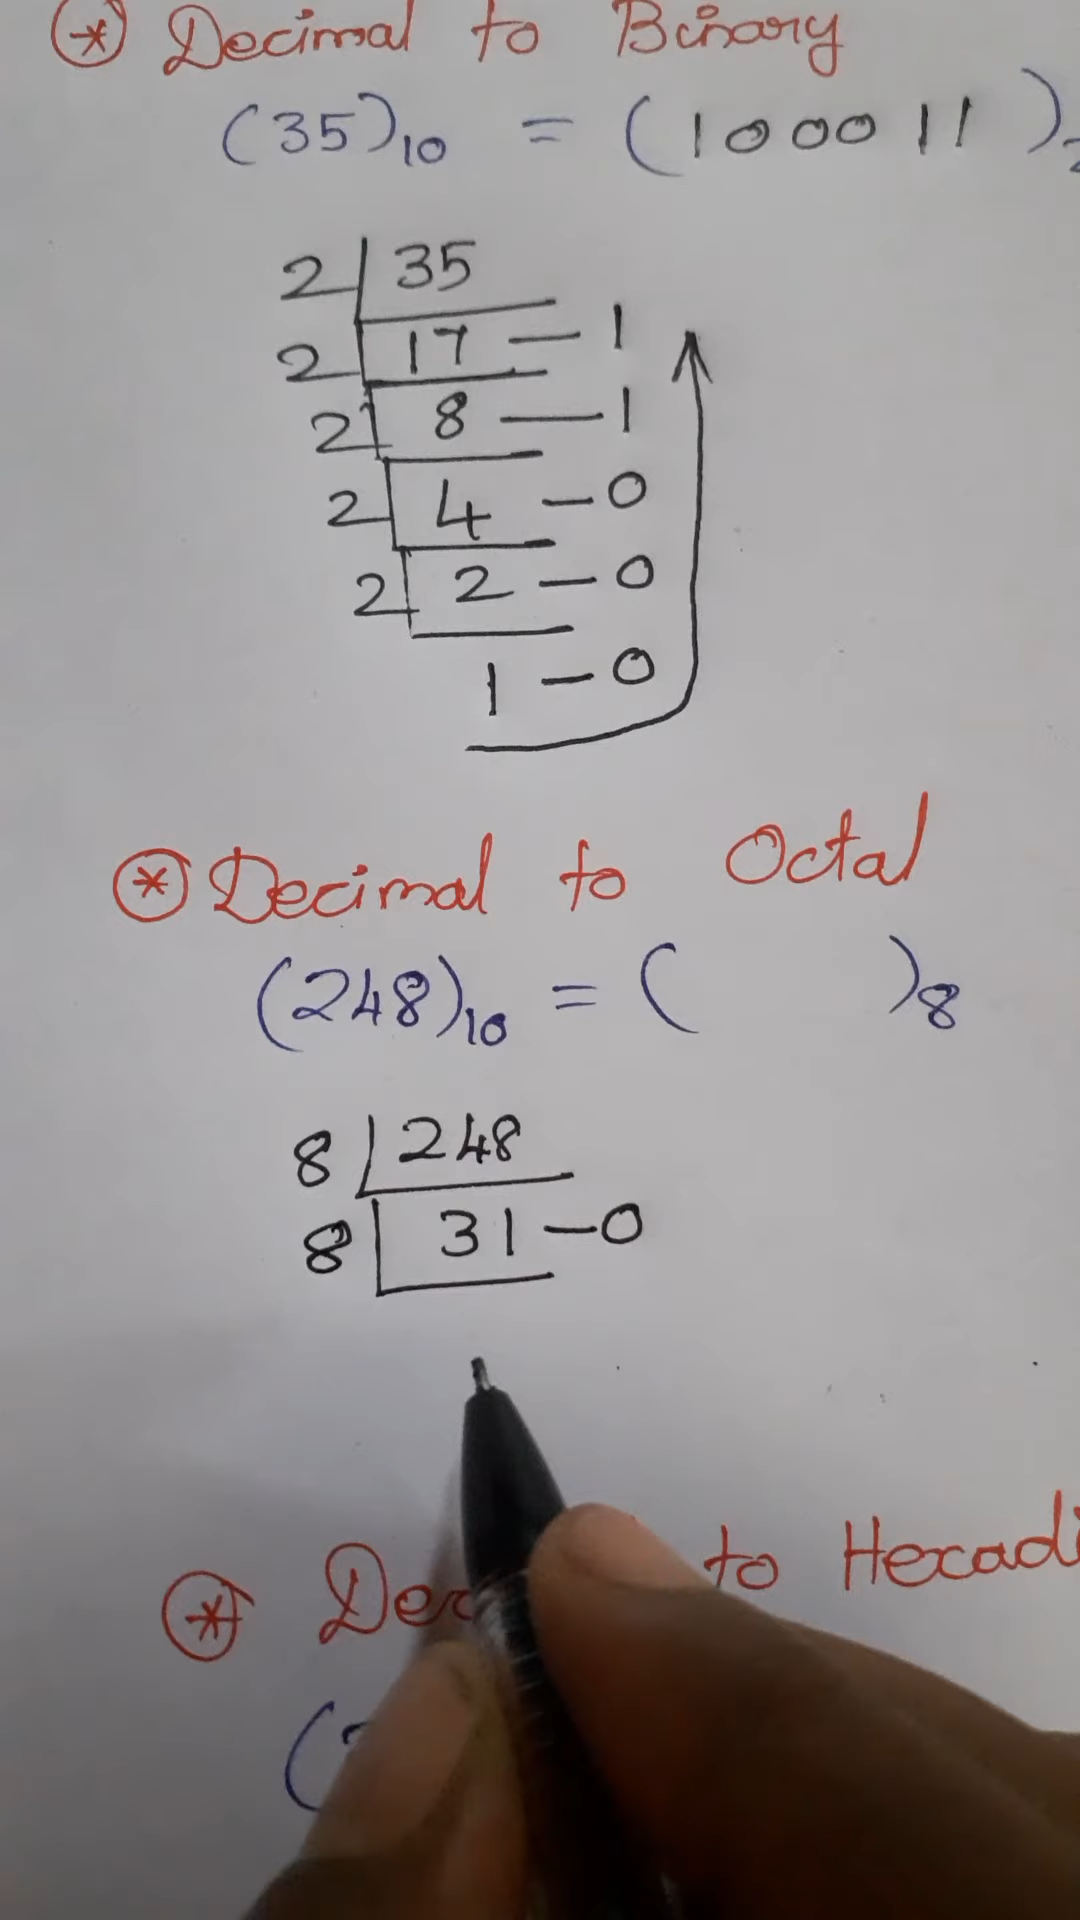 * Decimal to Binary
(35)10 = (100011)2
2 35
2 17 — 1
2 8 — 1
2 4 — 0
2 2 — 0
1 — 0
* Decimal to Octal
(248)10 = ( )8
8 248
8 31 — 0
* to
(